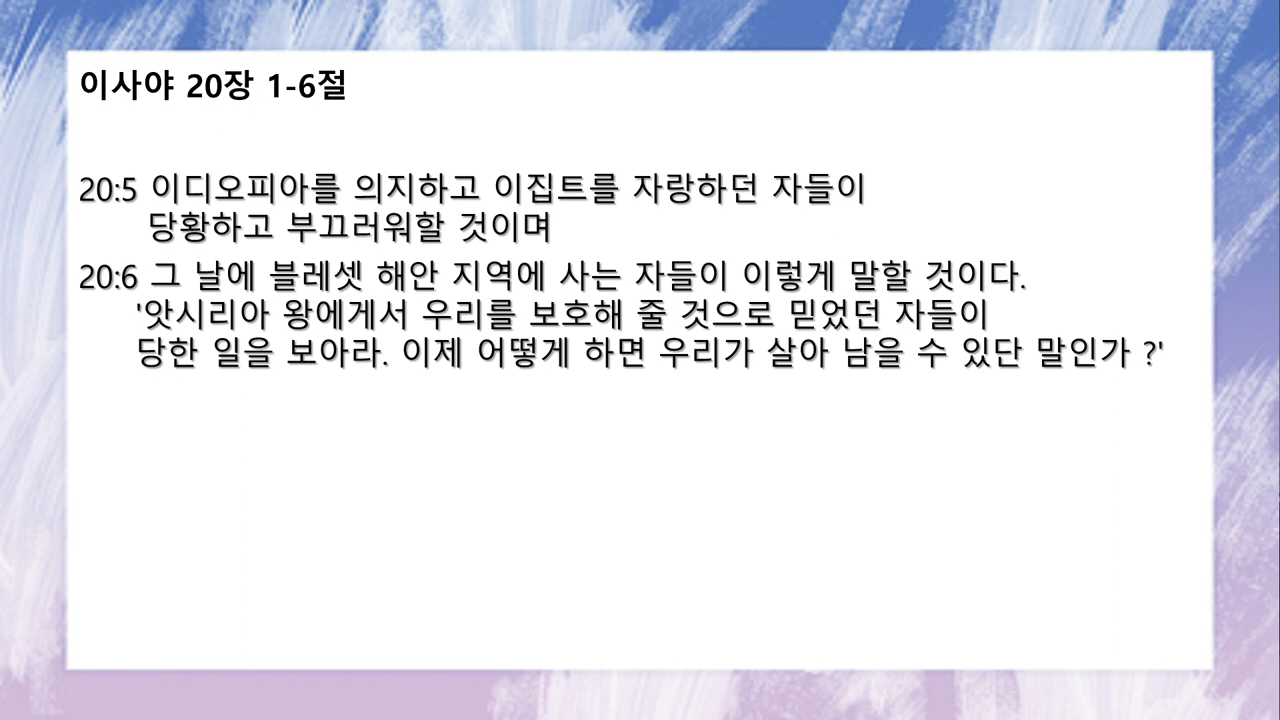 이사야 20장 1-6절
20:5 이디오피아를 의지하고 이집트를 자랑하던 자들이
당황하고 부끄러워할 것이며
20:6 그 날에 블레셋 해안 지역에 사는 자들이 이렇게 말할 것이다.
'앗시리아 왕에게서 우리를 보호해 줄 것으로 믿었던 자들이
당한 일을 보아라. 이제 어떻게 하면 우리가 살아 남을 수 있단 말인가 ?'